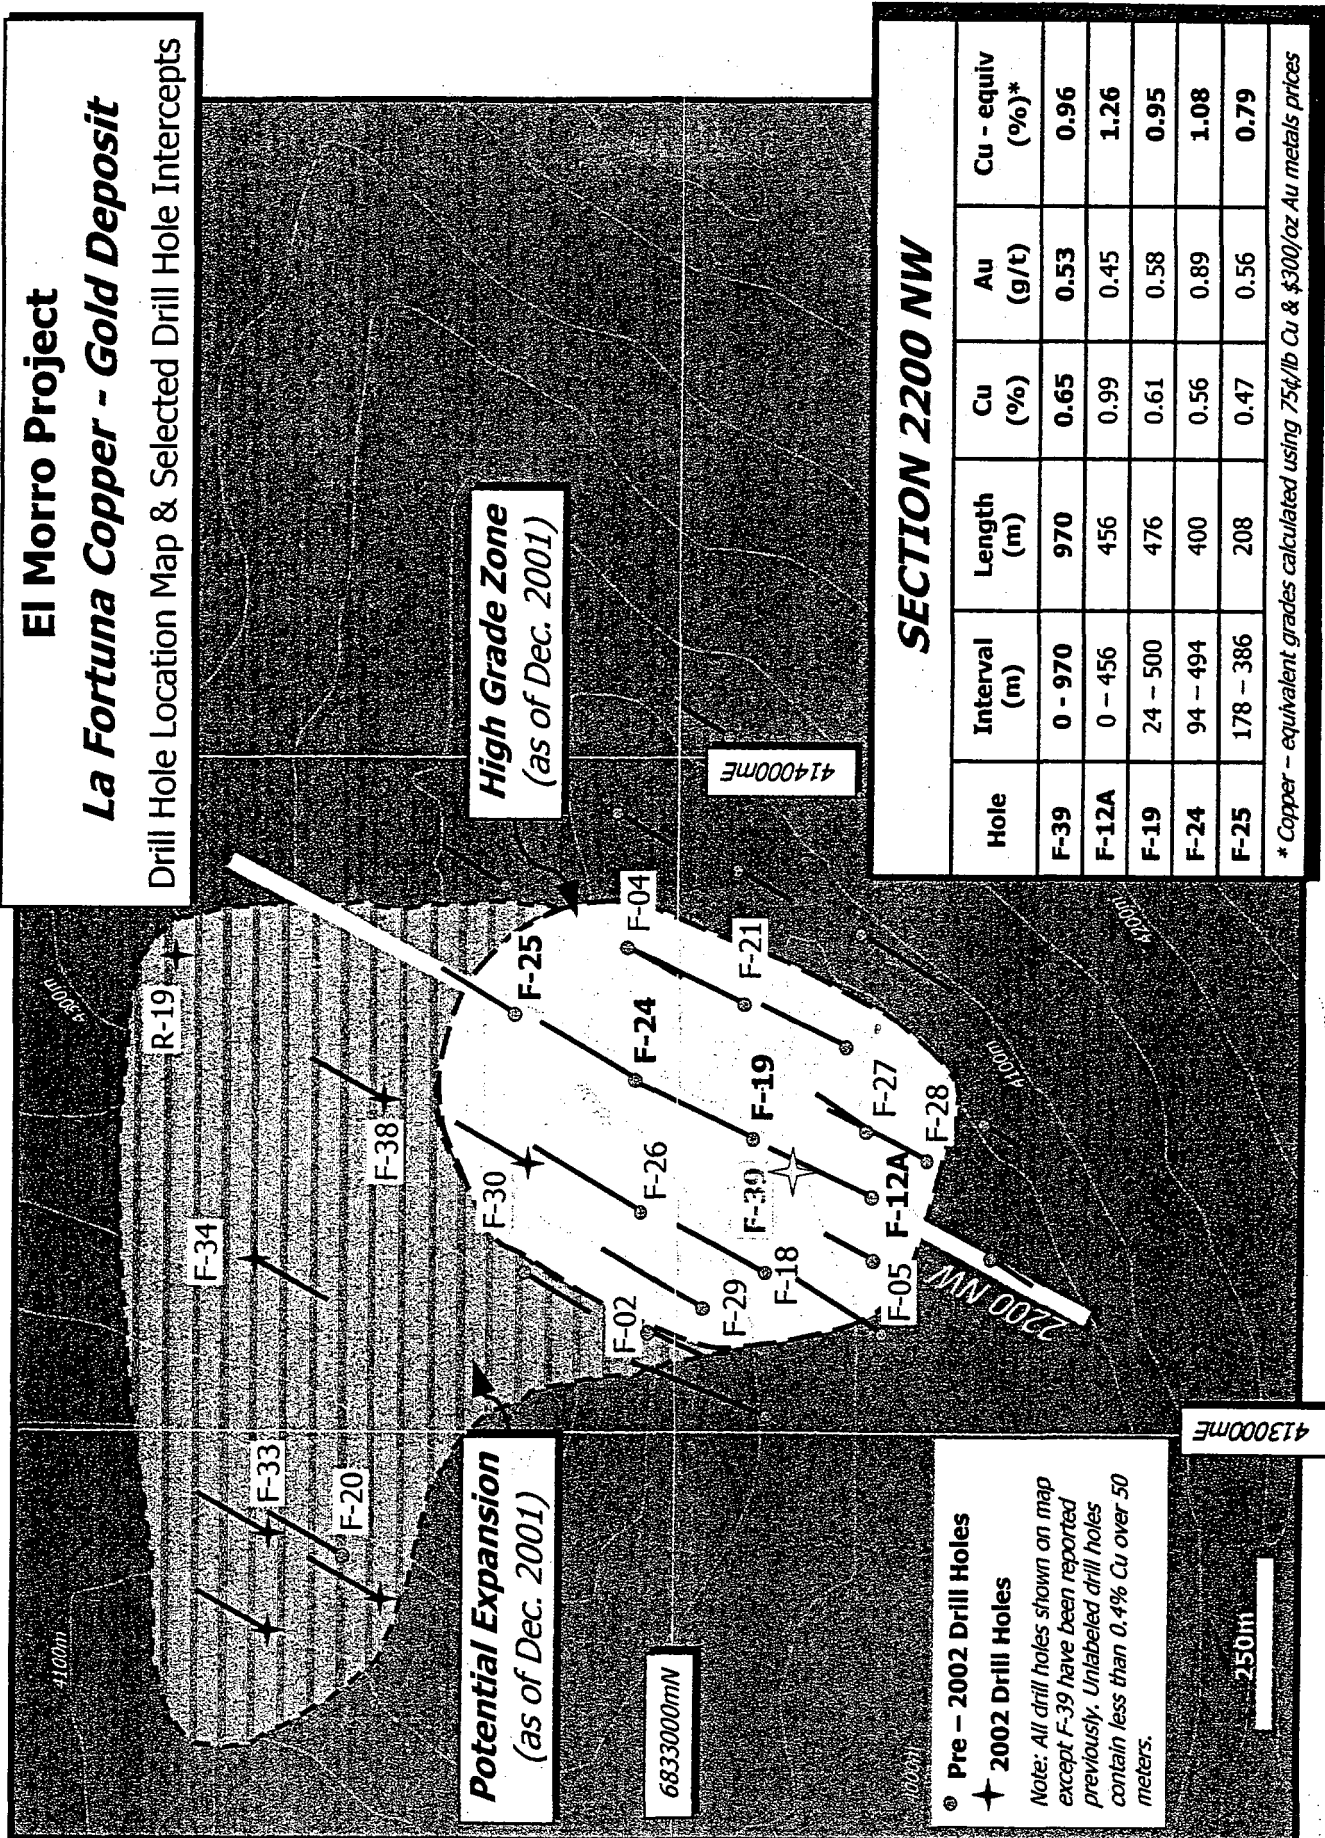 El Morro Project
La Fortuna Copper - Gold Deposit
Drill Hole Location Map & Selected Drill Hole Intercepts
4200m
R-19
F-34
F-38
F-33
F-20
4100m
F-25
High Grade Zone
(as of Dec. 2001)
F-30
F-24
F-04
F-26
F-02
F-29
F-18
F-39
F-19
F-21
414000mE
Potential Expansion
(as of Dec. 2001)
F-05
F-12A
F-27
F-28
2200 NW
4100m
4200m
6833000mN
413000mE
Pre – 2002 Drill Holes
2002 Drill Holes
Note: All drill holes shown on map
except F-39 have been reported
previously. Unlabeled drill holes
contain less than 0.4% Cu over 50
meters.
250m
SECTION 2200 NW
Hole Interval (m) Length (m) Cu (%) Au (g/t) Cu - equiv (%)*
F-39 0 – 970 970 0.65 0.53 0.96
F-12A 0 – 456 456 0.99 0.45 1.26
F-19 24 – 500 476 0.61 0.58 0.95
F-24 94 – 494 400 0.56 0.89 1.08
F-25 178 – 386 208 0.47 0.56 0.79
* Copper – equivalent grades calculated using 75¢/lb Cu & $300/oz Au metals prices